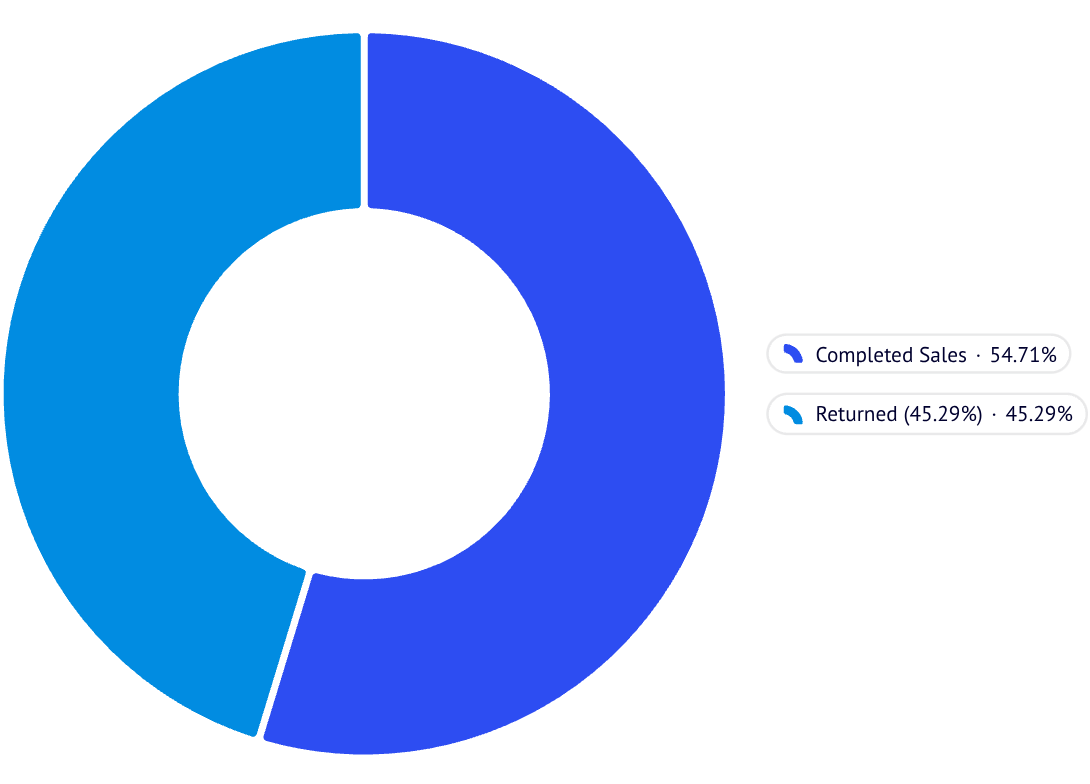 Completed Sales · 54.71%
Returned (45.29%) · 45.29%